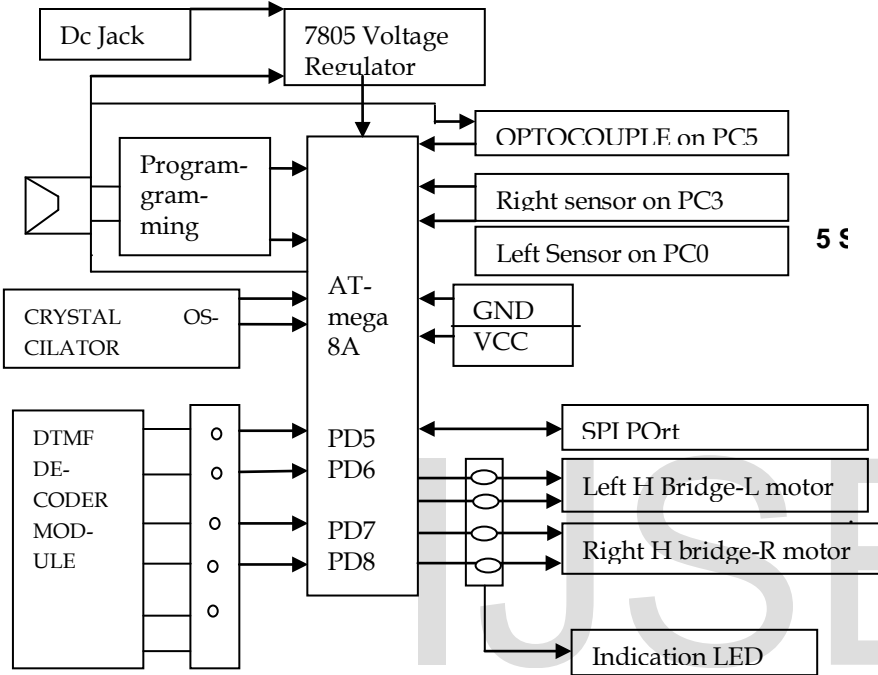 Dc Jack
7805 Voltage
Regulator
OPTOCOUPLE on PC5
Program-
gram-
ming
Right sensor on PC3
Left Sensor on PC0
5 S
AT-
mega
8A
GND
VCC
CRYSTAL OS-
CILATOR
DTMF
DE-
CODER
MOD-
ULE
PD5
PD6
PD7
PD8
SPI POrt
Left H Bridge-L motor
Right H bridge-R motor
Indication LED
IJSE